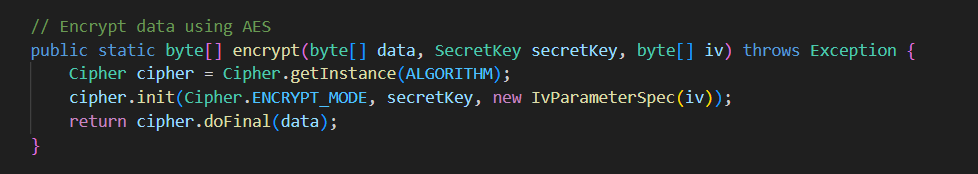 // Encrypt data using AES
public static byte[] encrypt(byte[] data, SecretKey secretKey, byte[] iv) throws Exception {
    Cipher cipher = Cipher.getInstance(ALGORITHM);
    cipher.init(Cipher.ENCRYPT_MODE, secretKey, new IvParameterSpec(iv));
    return cipher.doFinal(data);
}